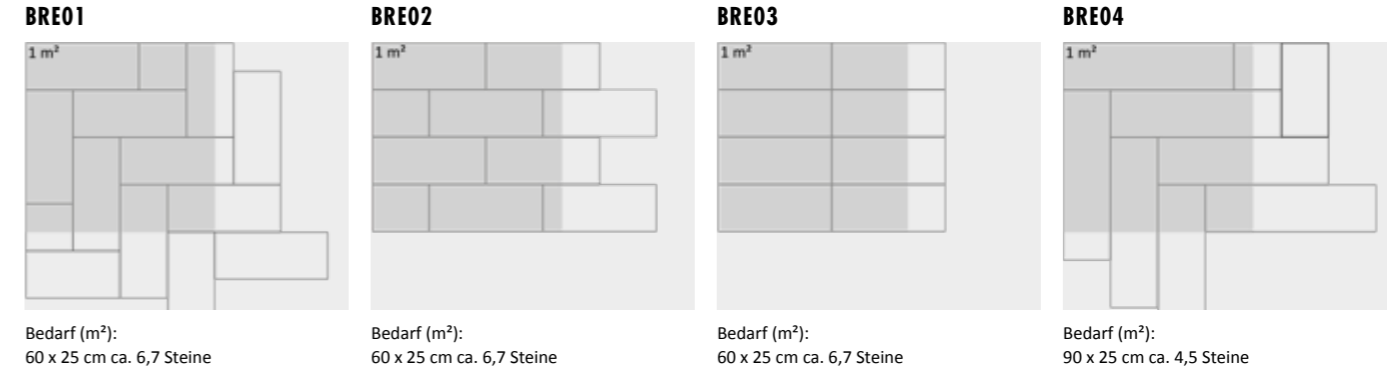 BRE01
1 m²
Bedarf (m²):
60 x 25 cm ca. 6,7 Steine
BRE02
1 m²
Bedarf (m²):
60 x 25 cm ca. 6,7 Steine
BRE03
1 m²
Bedarf (m²):
60 x 25 cm ca. 6,7 Steine
BRE04
1 m²
Bedarf (m²):
90 x 25 cm ca. 4,5 Steine